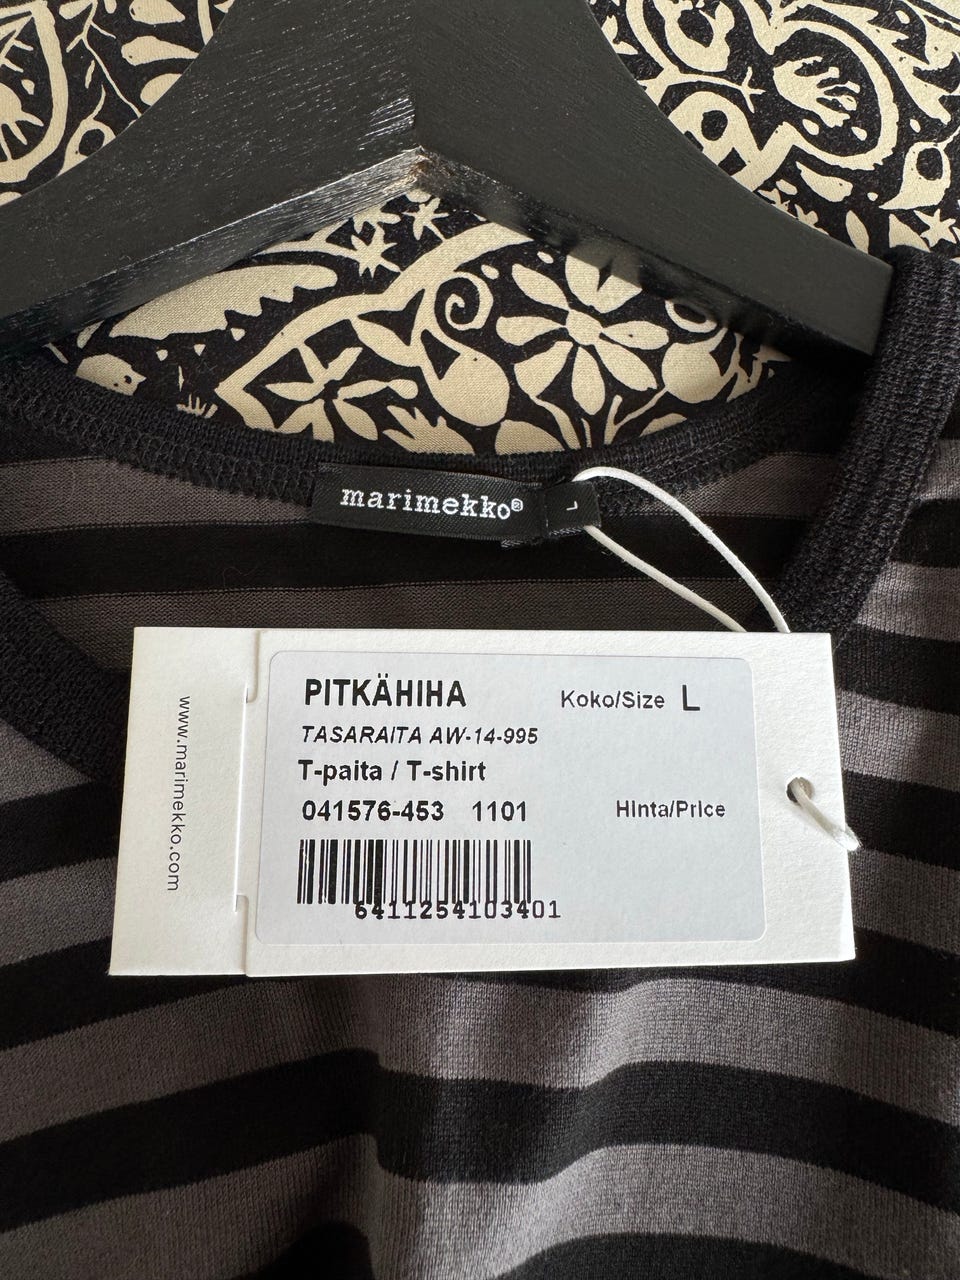 marimekko®
L
www.marimekko.com
PITKÄHIHA
Koko/Size L
TASARAITA AW-14-995
T-paita / T-shirt
041576-453 1101
Hinta/Price
6411254103401